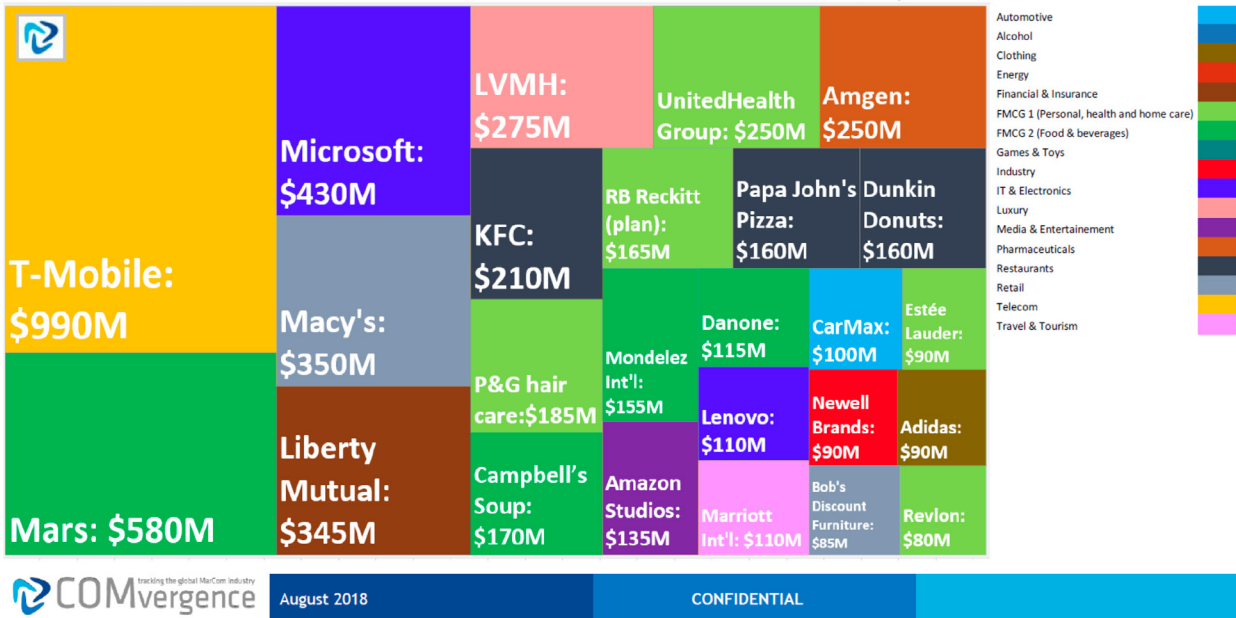 T-Mobile:
$990M
Mars: $580M
Microsoft:
$430M
Macy's:
$350M
Liberty
Mutual:
$345M
LVMH:
$275M
UnitedHealth
Group: $250M
Amgen:
$250M
KFC:
$210M
RB Reckitt
(plan):
$165M
Papa John's
Pizza:
$160M
Dunkin
Donuts:
$160M
P&G hair
care:$185M
Campbell’s
Soup:
$170M
Mondelez
Int'l:
$155M
Amazon
Studios:
$135M
Danone:
$115M
Lenovo:
$110M
Marriott
Int'l: $110M
CarMax:
$100M
Newell
Brands:
$90M
Bob's
Discount
Furniture:
$85M
Estée
Lauder:
$90M
Adidas:
$90M
Revlon:
$80M
Automotive
Alcohol
Clothing
Energy
Financial & Insurance
FMCG 1 (Personal, health and home care)
FMCG 2 (Food & beverages)
Games & Toys
Industry
IT & Electronics
Luxury
Media & Entertainement
Pharmaceuticals
Restaurants
Retail
Telecom
Travel & Tourism
tracking the global MarCom industry
COMvergence
August 2018
CONFIDENTIAL